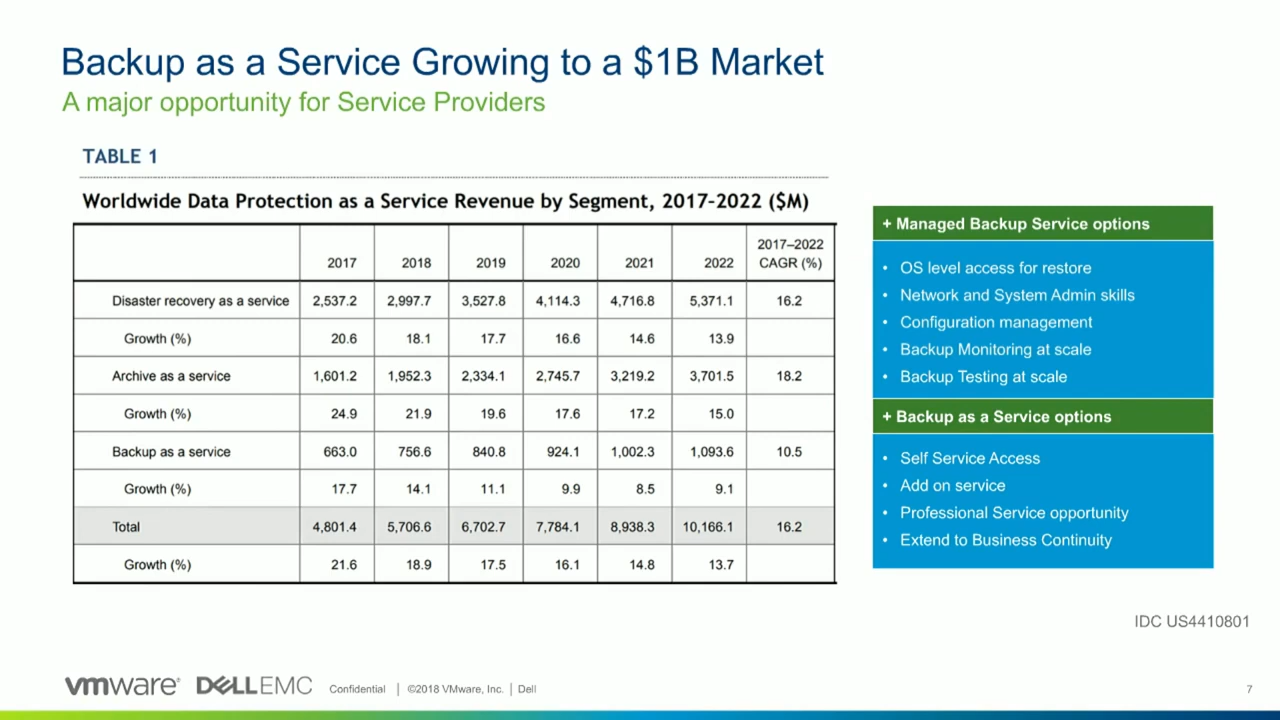 Backup as a Service Growing to a $1B Market
A major opportunity for Service Providers
TABLE 1
Worldwide Data Protection as a Service Revenue by Segment, 2017–2022 ($M)
2017 2018 2019 2020 2021 2022 2017–2022 CAGR (%)
Disaster recovery as a service 2,537.2 2,997.7 3,527.8 4,114.3 4,716.8 5,371.1 16.2
Growth (%) 20.6 18.1 17.7 16.6 14.6 13.9
Archive as a service 1,601.2 1,952.3 2,334.1 2,745.7 3,219.2 3,701.5 18.2
Growth (%) 24.9 21.9 19.6 17.6 17.2 15.0
Backup as a service 663.0 756.6 840.8 924.1 1,002.3 1,093.6 10.5
Growth (%) 17.7 14.1 11.1 9.9 8.5 9.1
Total 4,801.4 5,706.6 6,702.7 7,784.1 8,938.3 10,166.1 16.2
Growth (%) 21.6 18.9 17.5 16.1 14.8 13.7
+ Managed Backup Service options
• OS level access for restore
• Network and System Admin skills
• Configuration management
• Backup Monitoring at scale
• Backup Testing at scale
+ Backup as a Service options
• Self Service Access
• Add on service
• Professional Service opportunity
• Extend to Business Continuity
IDC US4410801
vmware® DELLEMC Confidential | ©2018 VMware, Inc. | Dell 7